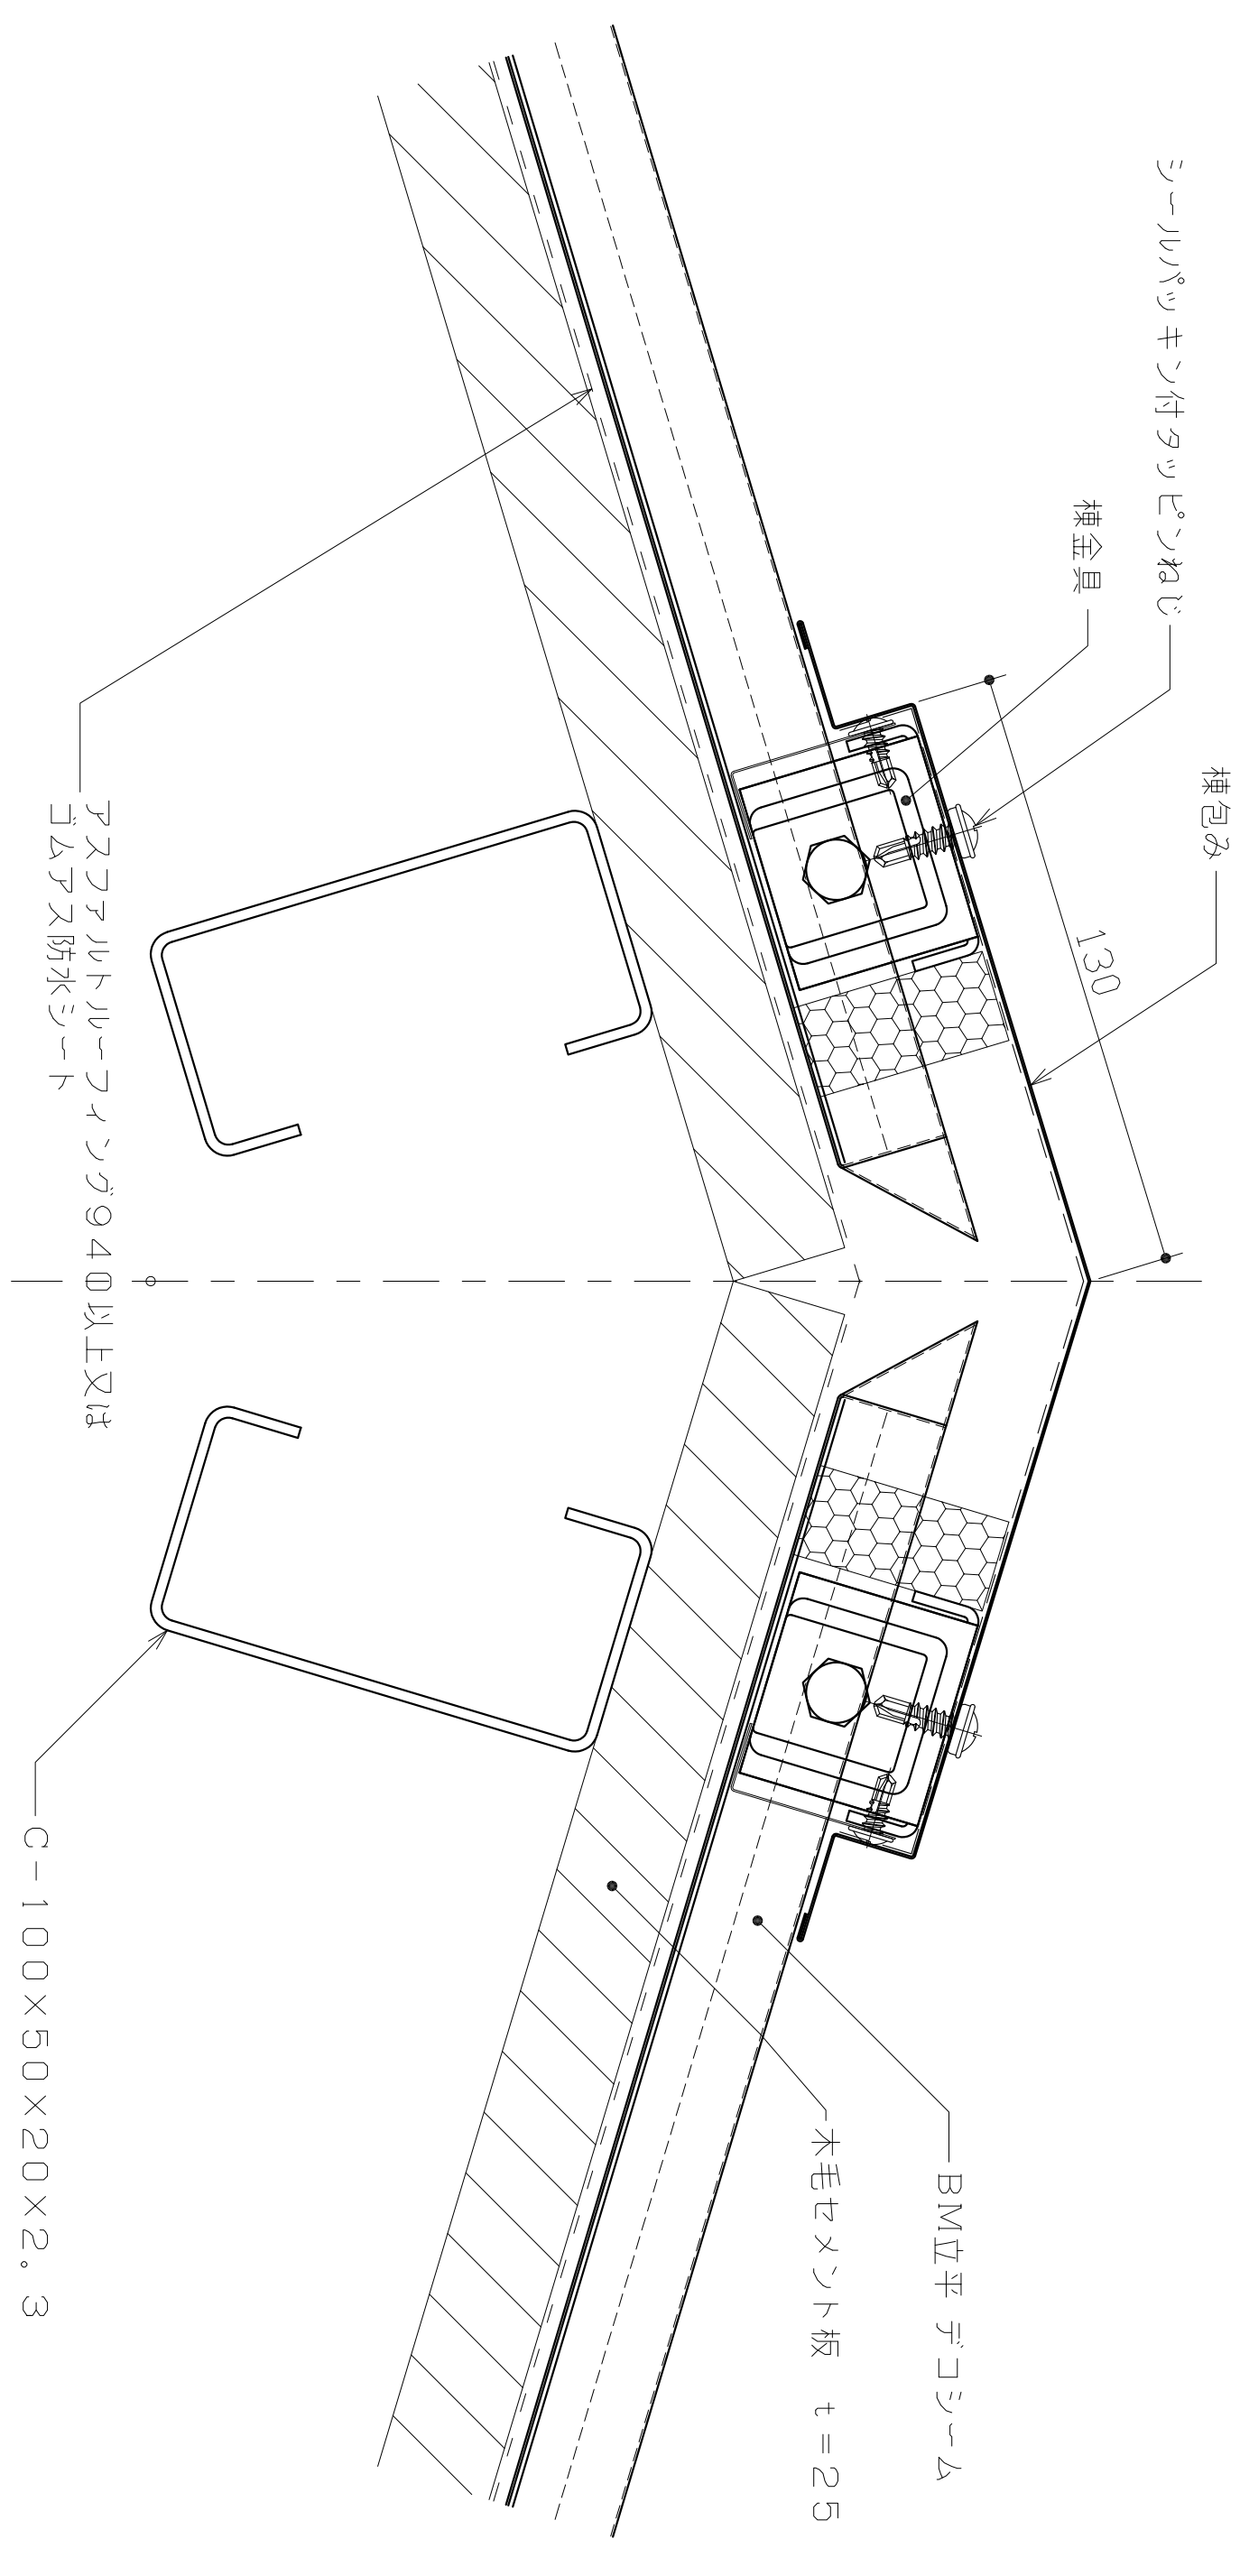 棟包み
シールパッキン付タッピンねじ
棟金具
130
BM立平 デコシーム
木毛セメント板 t=25
アスファルトルーフィング940以上又は
ゴムアス防水シート
C-100×50×20×2.3